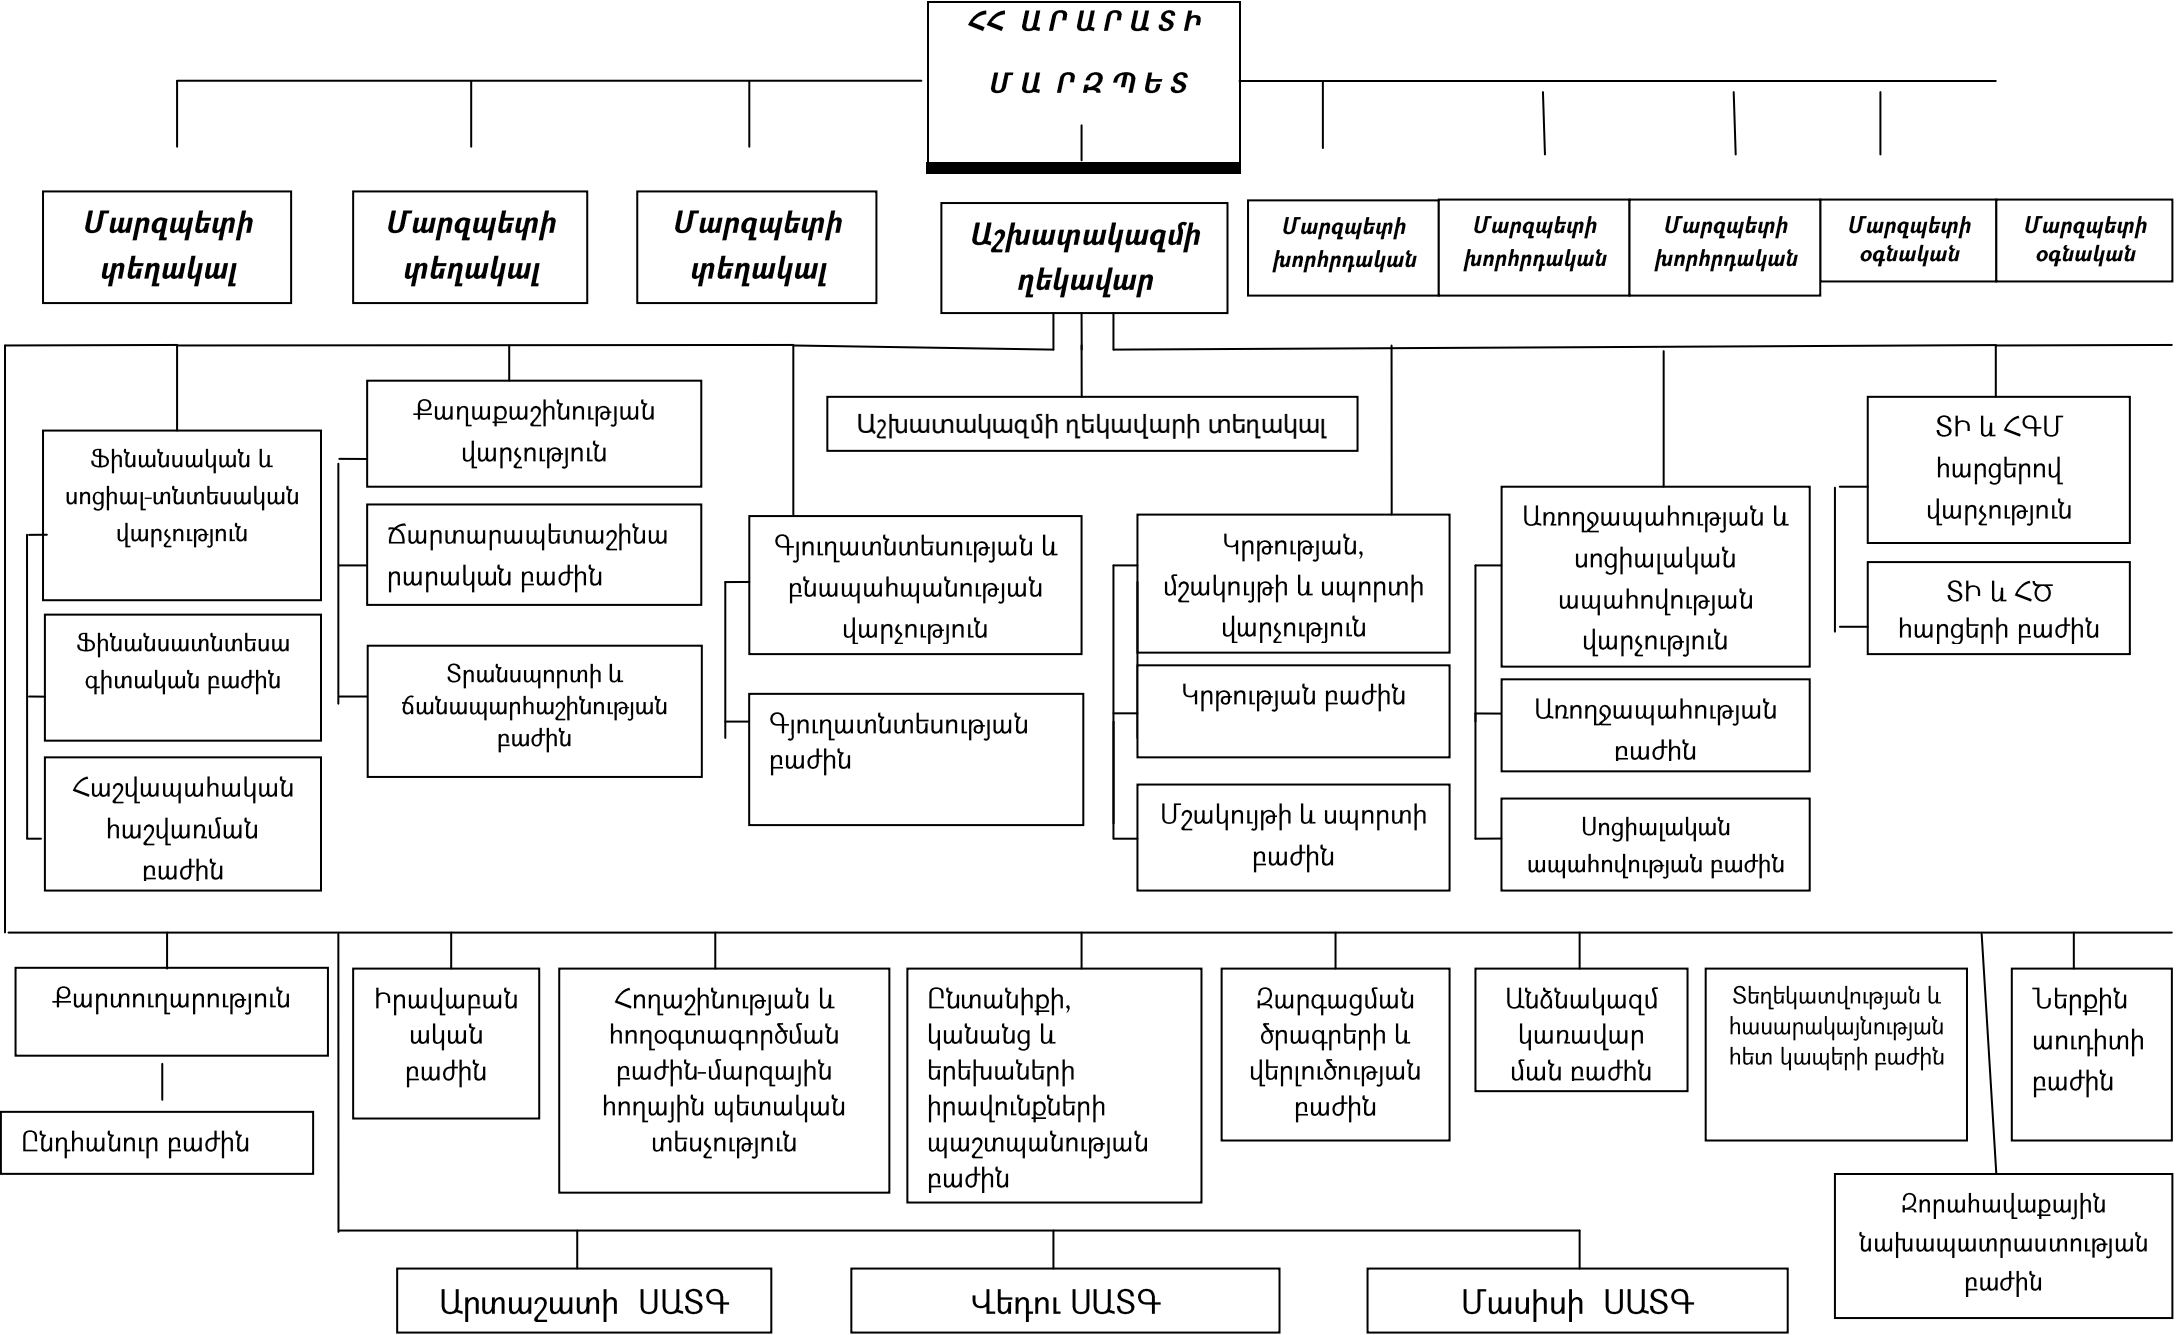 ՀՀ ԱՐԱՐԱՏԻ
ՄԱՐԶՊԵՏ
Մարզպետի
տեղակալ
Մարզպետի
տեղակալ
Մարզպետի
տեղակալ
Աշխատակազմի
ղեկավար
Մարզպետի
խորհրդական
Մարզպետի
խորհրդական
Մարզպետի
խորհրդական
Մարզպետի
օգնական
Մարզպետի
օգնական
Աշխատակազմի ղեկավարի տեղակալ
Ֆինանսական և
սոցիալ-տնտեսական
վարչություն
Ֆինանսատնտեսա
գիտական բաժին
Հաշվապահական
հաշվառման
բաժին
Քաղաքաշինության
վարչություն
Ճարտարապետաշինա
րարական բաժին
Տրանսպորտի և
ճանապարհաշինության
բաժին
Գյուղատնտեսության և
բնապահպանության
վարչություն
Գյուղատնտեսության
բաժին
Կրթության,
մշակույթի և սպորտի
վարչություն
Կրթության բաժին
Մշակույթի և սպորտի
բաժին
Առողջապահության և
սոցիալական
ապահովության
վարչություն
Առողջապահության
բաժին
Սոցիալական
ապահովության բաժին
ՏԻ և ՀԳՄ
հարցերով
վարչություն
ՏԻ և ՀԾ
հարցերի բաժին
Քարտուղարություն
Ընդհանուր բաժին
Իրավաբան
ական
բաժին
Հողաշինության և
հողօգտագործման
բաժին-մարզային
հողային պետական
տեսչություն
Ընտանիքի,
կանանց և
երեխաների
իրավունքների
պաշտպանության
բաժին
Զարգացման
ծրագրերի և
վերլուծության
բաժին
Անձնակազմ
կառավար
ման բաժին
Տեղեկատվության և
հասարակայնության
հետ կապերի բաժին
Ներքին
աուդիտի
բաժին
Զորահավաքային
նախապատրաստության
բաժին
Արտաշատի ՍԱՏԳ
Վեդու ՍԱՏԳ
Մասիսի ՍԱՏԳ